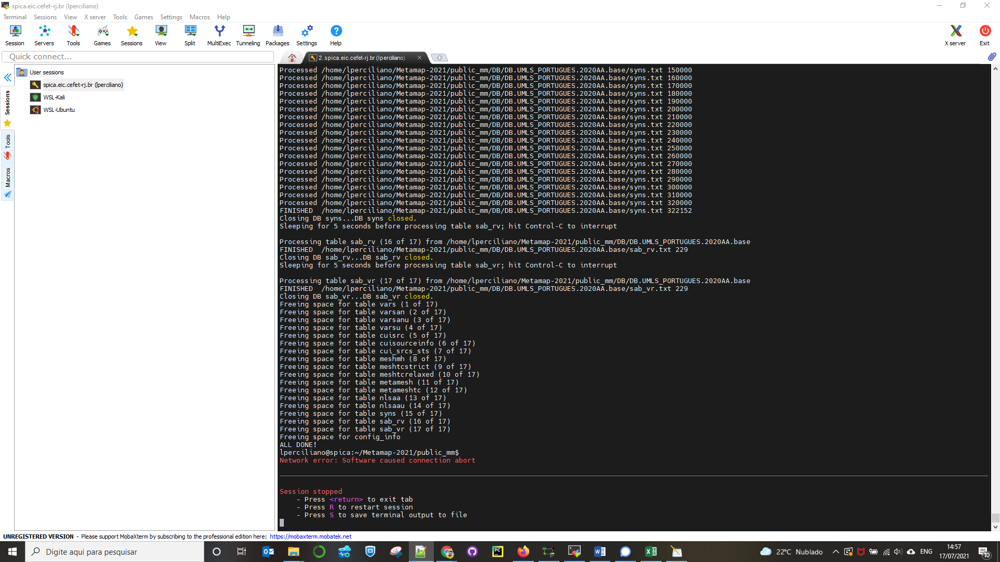 spica.eic.cefet-rj.br (lperciliano)
Terminal Sessions View X server Tools Games Settings Macros Help
Session Servers Tools Games Sessions View Split MultiExec Tunneling Packages Settings Help X server Exit
Quick connect...
2. spica.eic.cefet-rj.br (lperciliano)
User sessions
spica.eic.cefet-rj.br (lperciliano)
WSL-Kali
WSL-Ubuntu
Sessions
Tools
Macros
Processed /home/lperciliano/Metamap-2021/public_mm/DB/DB.UMLS_PORTUGUES.2020AA.base/syns.txt 150000
Processed /home/lperciliano/Metamap-2021/public_mm/DB/DB.UMLS_PORTUGUES.2020AA.base/syns.txt 160000
Processed /home/lperciliano/Metamap-2021/public_mm/DB/DB.UMLS_PORTUGUES.2020AA.base/syns.txt 170000
Processed /home/lperciliano/Metamap-2021/public_mm/DB/DB.UMLS_PORTUGUES.2020AA.base/syns.txt 180000
Processed /home/lperciliano/Metamap-2021/public_mm/DB/DB.UMLS_PORTUGUES.2020AA.base/syns.txt 190000
Processed /home/lperciliano/Metamap-2021/public_mm/DB/DB.UMLS_PORTUGUES.2020AA.base/syns.txt 200000
Processed /home/lperciliano/Metamap-2021/public_mm/DB/DB.UMLS_PORTUGUES.2020AA.base/syns.txt 210000
Processed /home/lperciliano/Metamap-2021/public_mm/DB/DB.UMLS_PORTUGUES.2020AA.base/syns.txt 220000
Processed /home/lperciliano/Metamap-2021/public_mm/DB/DB.UMLS_PORTUGUES.2020AA.base/syns.txt 230000
Processed /home/lperciliano/Metamap-2021/public_mm/DB/DB.UMLS_PORTUGUES.2020AA.base/syns.txt 240000
Processed /home/lperciliano/Metamap-2021/public_mm/DB/DB.UMLS_PORTUGUES.2020AA.base/syns.txt 250000
Processed /home/lperciliano/Metamap-2021/public_mm/DB/DB.UMLS_PORTUGUES.2020AA.base/syns.txt 260000
Processed /home/lperciliano/Metamap-2021/public_mm/DB/DB.UMLS_PORTUGUES.2020AA.base/syns.txt 270000
Processed /home/lperciliano/Metamap-2021/public_mm/DB/DB.UMLS_PORTUGUES.2020AA.base/syns.txt 280000
Processed /home/lperciliano/Metamap-2021/public_mm/DB/DB.UMLS_PORTUGUES.2020AA.base/syns.txt 290000
Processed /home/lperciliano/Metamap-2021/public_mm/DB/DB.UMLS_PORTUGUES.2020AA.base/syns.txt 300000
Processed /home/lperciliano/Metamap-2021/public_mm/DB/DB.UMLS_PORTUGUES.2020AA.base/syns.txt 310000
Processed /home/lperciliano/Metamap-2021/public_mm/DB/DB.UMLS_PORTUGUES.2020AA.base/syns.txt 320000
FINISHED  /home/lperciliano/Metamap-2021/public_mm/DB/DB.UMLS_PORTUGUES.2020AA.base/syns.txt 322152
Closing DB syns...DB syns closed.
Sleeping for 5 seconds before processing table sab_rv; hit Control-C to interrupt
Processing table sab_rv (16 of 17) from /home/lperciliano/Metamap-2021/public_mm/DB/DB.UMLS_PORTUGUES.2020AA.base
FINISHED  /home/lperciliano/Metamap-2021/public_mm/DB/DB.UMLS_PORTUGUES.2020AA.base/sab_rv.txt 229
Closing DB sab_rv...DB sab_rv closed.
Sleeping for 5 seconds before processing table sab_vr; hit Control-C to interrupt
Processing table sab_vr (17 of 17) from /home/lperciliano/Metamap-2021/public_mm/DB/DB.UMLS_PORTUGUES.2020AA.base
FINISHED  /home/lperciliano/Metamap-2021/public_mm/DB/DB.UMLS_PORTUGUES.2020AA.base/sab_vr.txt 229
Closing DB sab_vr...DB sab_vr closed.
Freeing space for table vars (1 of 17)
Freeing space for table varsan (2 of 17)
Freeing space for table varsanu (3 of 17)
Freeing space for table varsu (4 of 17)
Freeing space for table cuisrc (5 of 17)
Freeing space for table cuisourceinfo (6 of 17)
Freeing space for table cui_srcs_sts (7 of 17)
Freeing space for table meshmh (8 of 17)
Freeing space for table meshtcstrict (9 of 17)
Freeing space for table meshtcrelaxed (10 of 17)
Freeing space for table metamesh (11 of 17)
Freeing space for table metameshtc (12 of 17)
Freeing space for table nlsaa (13 of 17)
Freeing space for table nlsaau (14 of 17)
Freeing space for table syns (15 of 17)
Freeing space for table sab_rv (16 of 17)
Freeing space for table sab_vr (17 of 17)
Freeing space for config_info
ALL DONE!
lperciliano@spica:~/Metamap-2021/public_mm$
Network error: Software caused connection abort
Session stopped
- Press <return> to exit tab
- Press R to restart session
- Press S to save terminal output to file
UNREGISTERED VERSION - Please support MobaXterm by subscribing to the professional edition here: https://mobaxterm.mobatek.net
Digite aqui para pesquisar
PC
22°C Nublado
ENG
14:57
17/07/2021
10